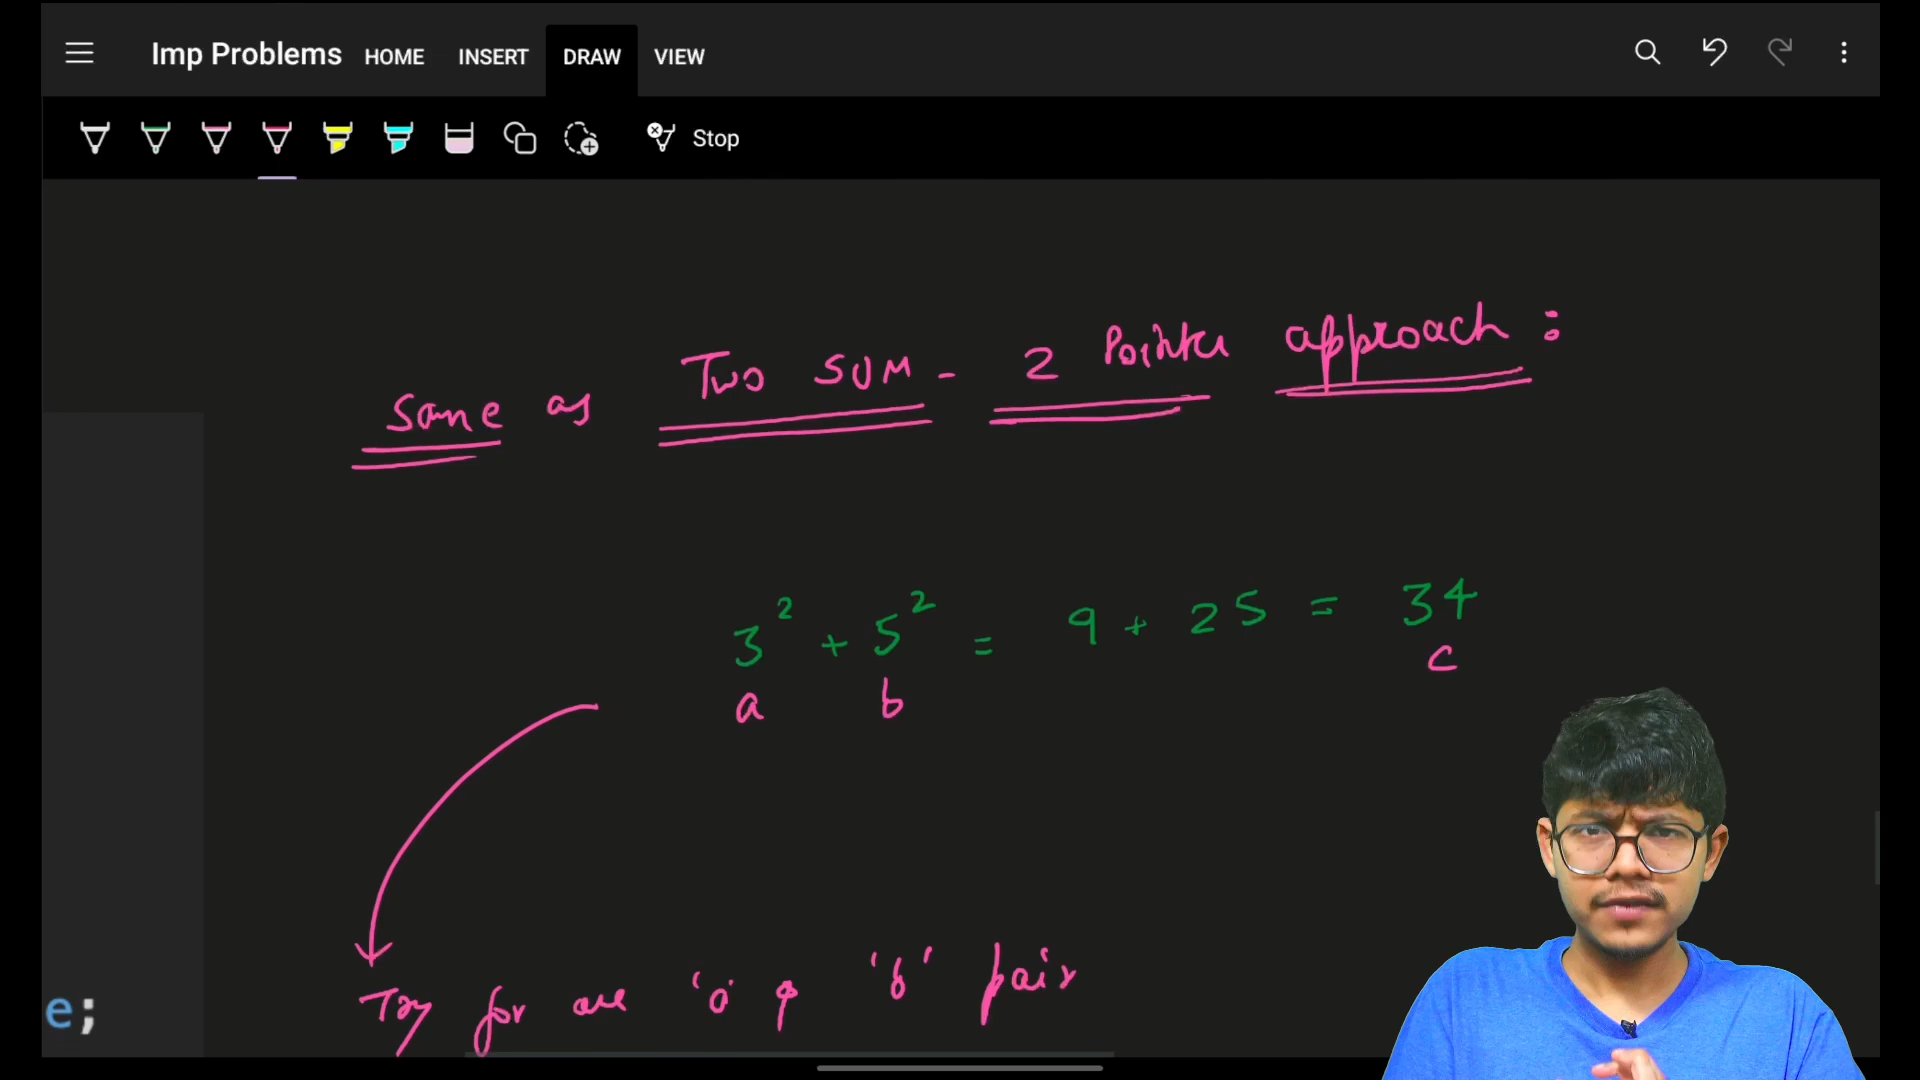 Imp Problems HOME INSERT DRAW VIEW
Stop
Same as Two SUM - 2 Pointer approach :
3² + 5² = 9 + 25 = 34
a b c
Try for all 'a' & 'b' pair
e;